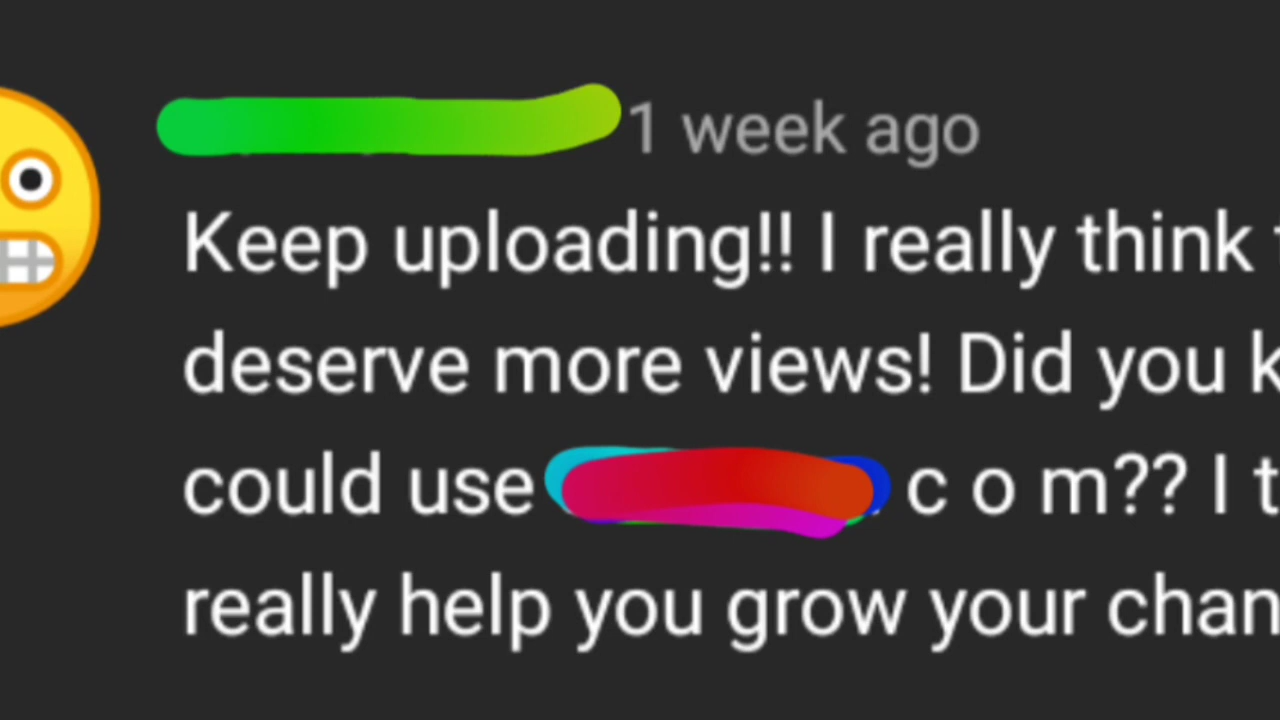 1 week ago
Keep uploading!! I really think
deserve more views! Did you
could use c o m?? I
really help you grow your